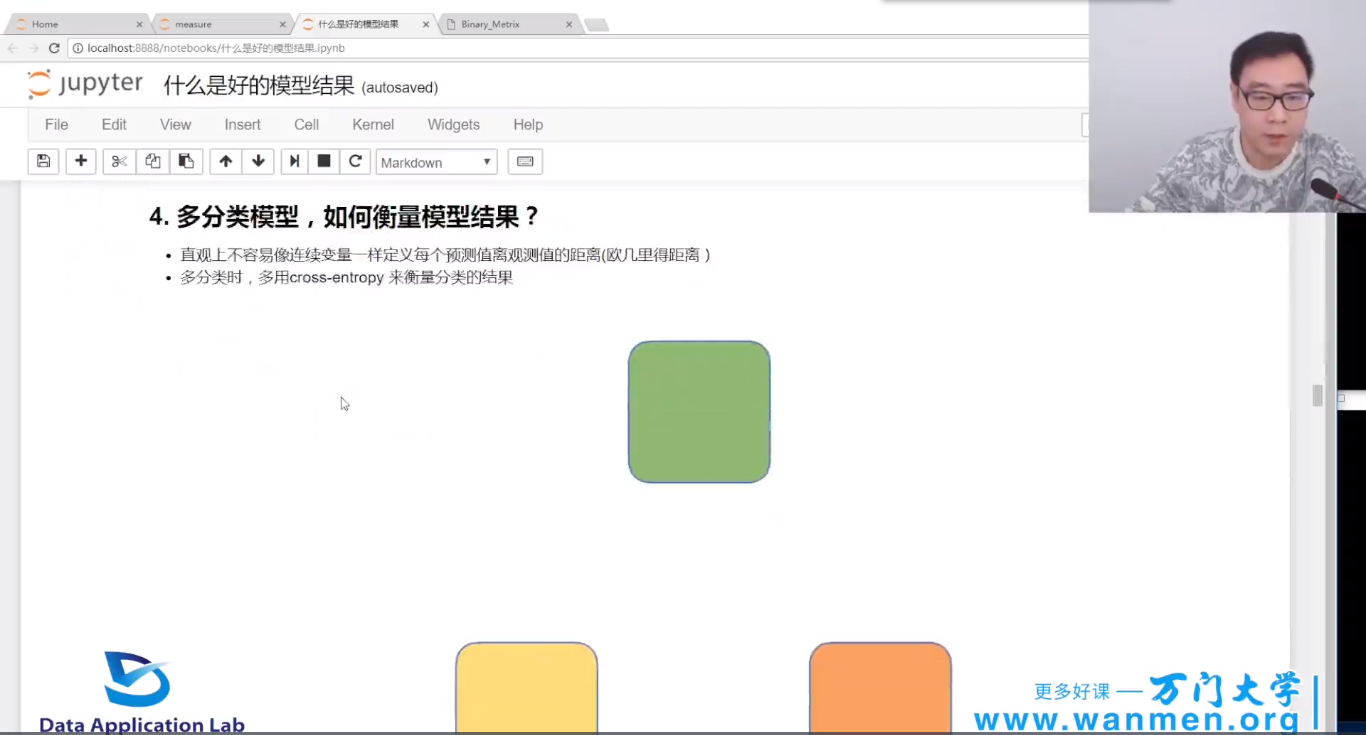 Home
measure
什么是好的模型结果
Binary_Metrix
localhost:8888/notebooks/什么是好的模型结果.ipynb
jupyter 什么是好的模型结果 (autosaved)
File Edit View Insert Cell Kernel Widgets Help
Markdown
4. 多分类模型，如何衡量模型结果？
直观上不容易像连续变量一样定义每个预测值离观测值的距离(欧几里得距离）
多分类时，多用cross-entropy 来衡量分类的结果
Data Application Lab
更多好课 — 万门大学
www.wanmen.org